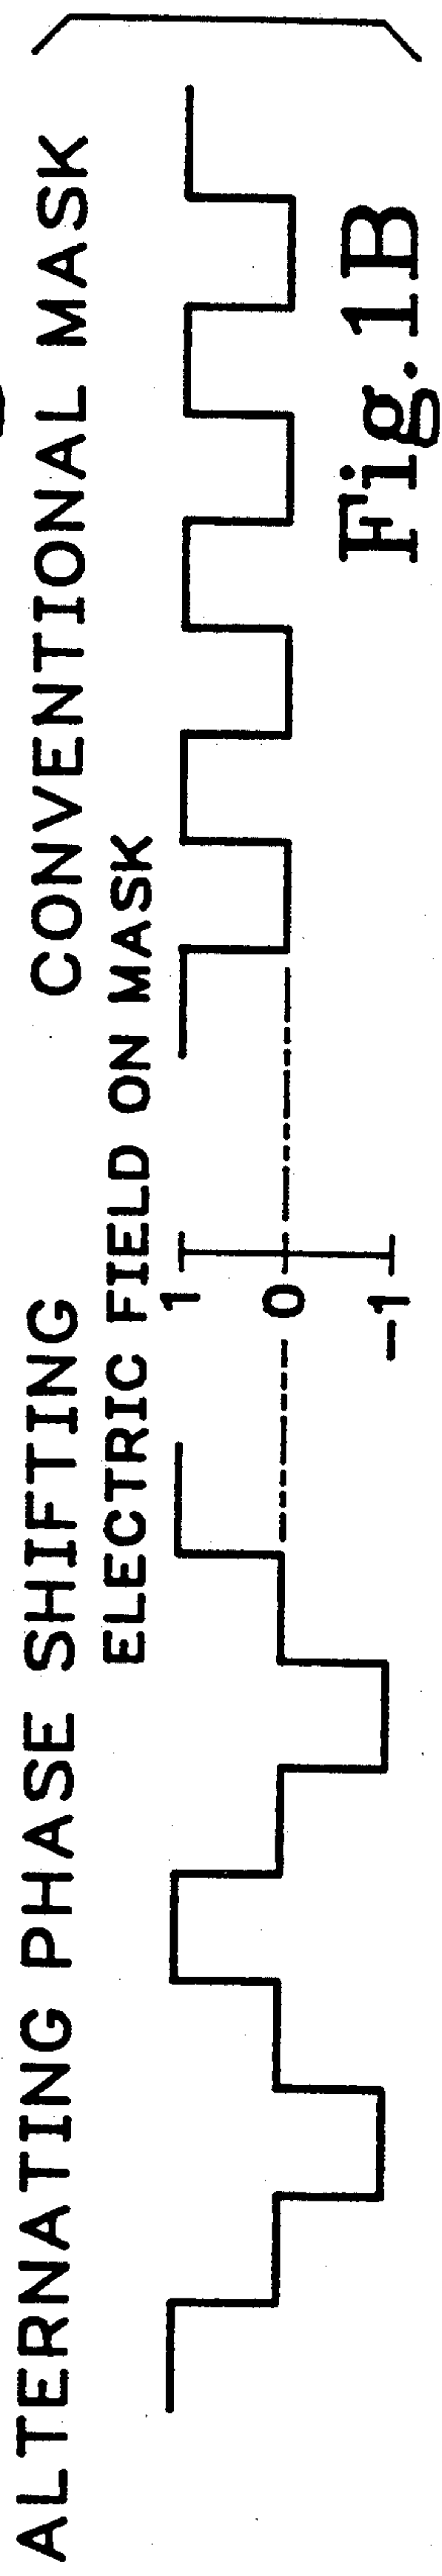 ALTERNATING PHASE SHIFTING
CONVENTIONAL MASK
ELECTRIC FIELD ON MASK
1
0
-1
Fig. 1B